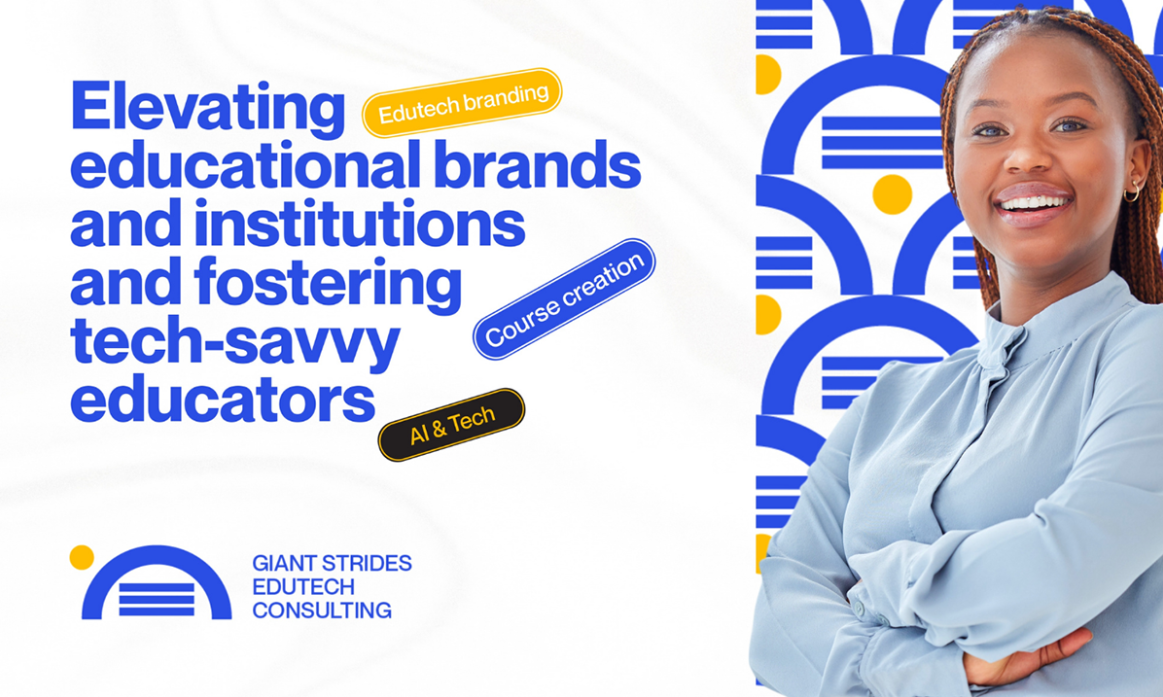 Elevating
Edutech branding
educational brands
and institutions
and fostering
Course creation
tech-savvy
educators
AI & Tech
GIANT STRIDES
EDUTECH
CONSULTING